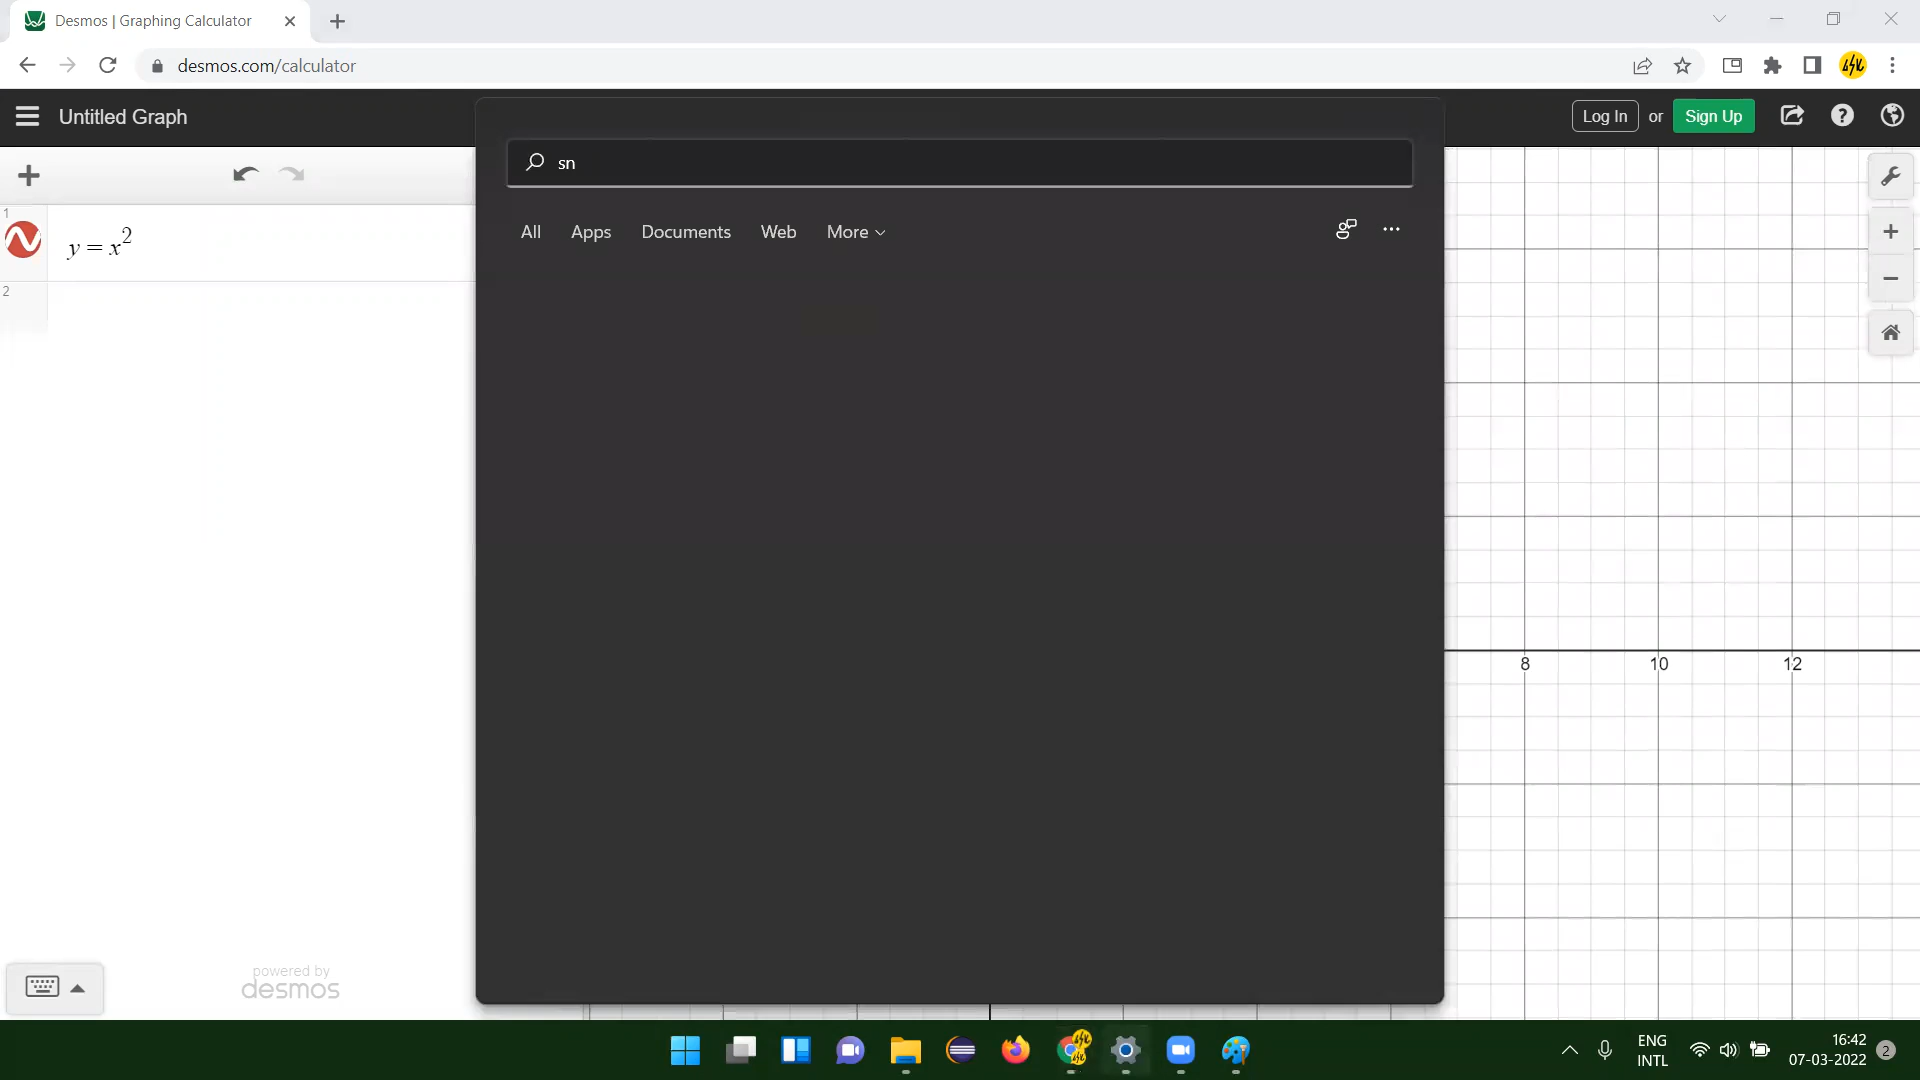 Desmos | Graphing Calculator
desmos.com/calculator
Untitled Graph
Log In or Sign Up
sn
All Apps Documents Web More
1
y = x²
2
8 10 12
powered by
desmos
ENG
INTL
16:42
07-03-2022
2